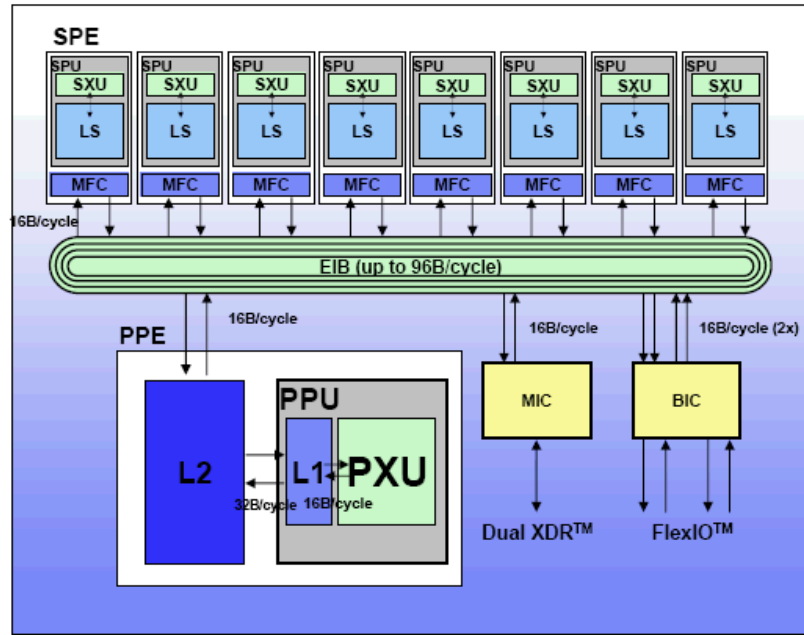 SPE
SPU SPU SPU SPU SPU SPU SPU SPU
SXU SXU SXU SXU SXU SXU SXU SXU
LS LS LS LS LS LS LS LS
MFC MFC MFC MFC MFC MFC MFC MFC
16B/cycle
EIB (up to 96B/cycle)
16B/cycle 16B/cycle 16B/cycle (2x)
PPE
PPU
MIC BIC
L2 L1 PXU
32B/cycle 16B/cycle
Dual XDR™ FlexIO™